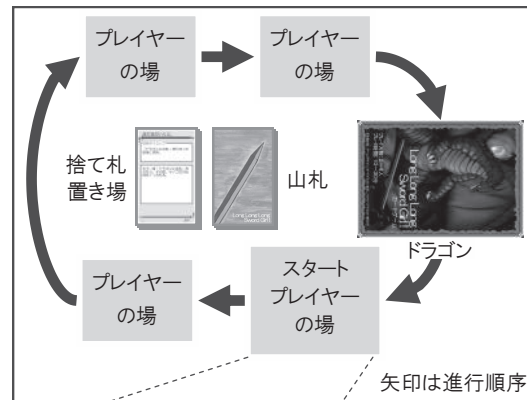 プレイヤー
の場
プレイヤー
の場
捨て札
置き場
山札
Long Long Long
Sword Girl
Long Long Long
Sword Girl
ドラゴン
プレイヤー
の場
スタート
プレイヤー
の場
矢印は進行順序